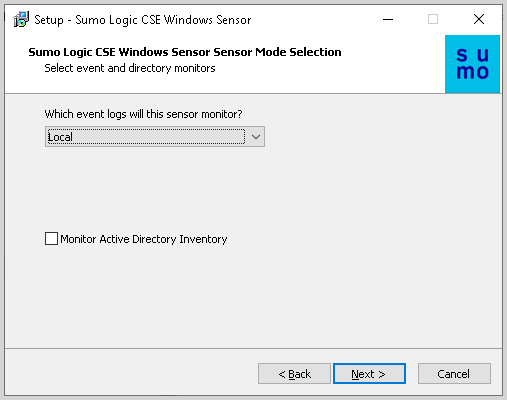 Setup - Sumo Logic CSE Windows Sensor
Sumo Logic CSE Windows Sensor Sensor Mode Selection
Select event and directory monitors
su
mo
Which event logs will this sensor monitor?
Local
Monitor Active Directory Inventory
< Back
Next >
Cancel